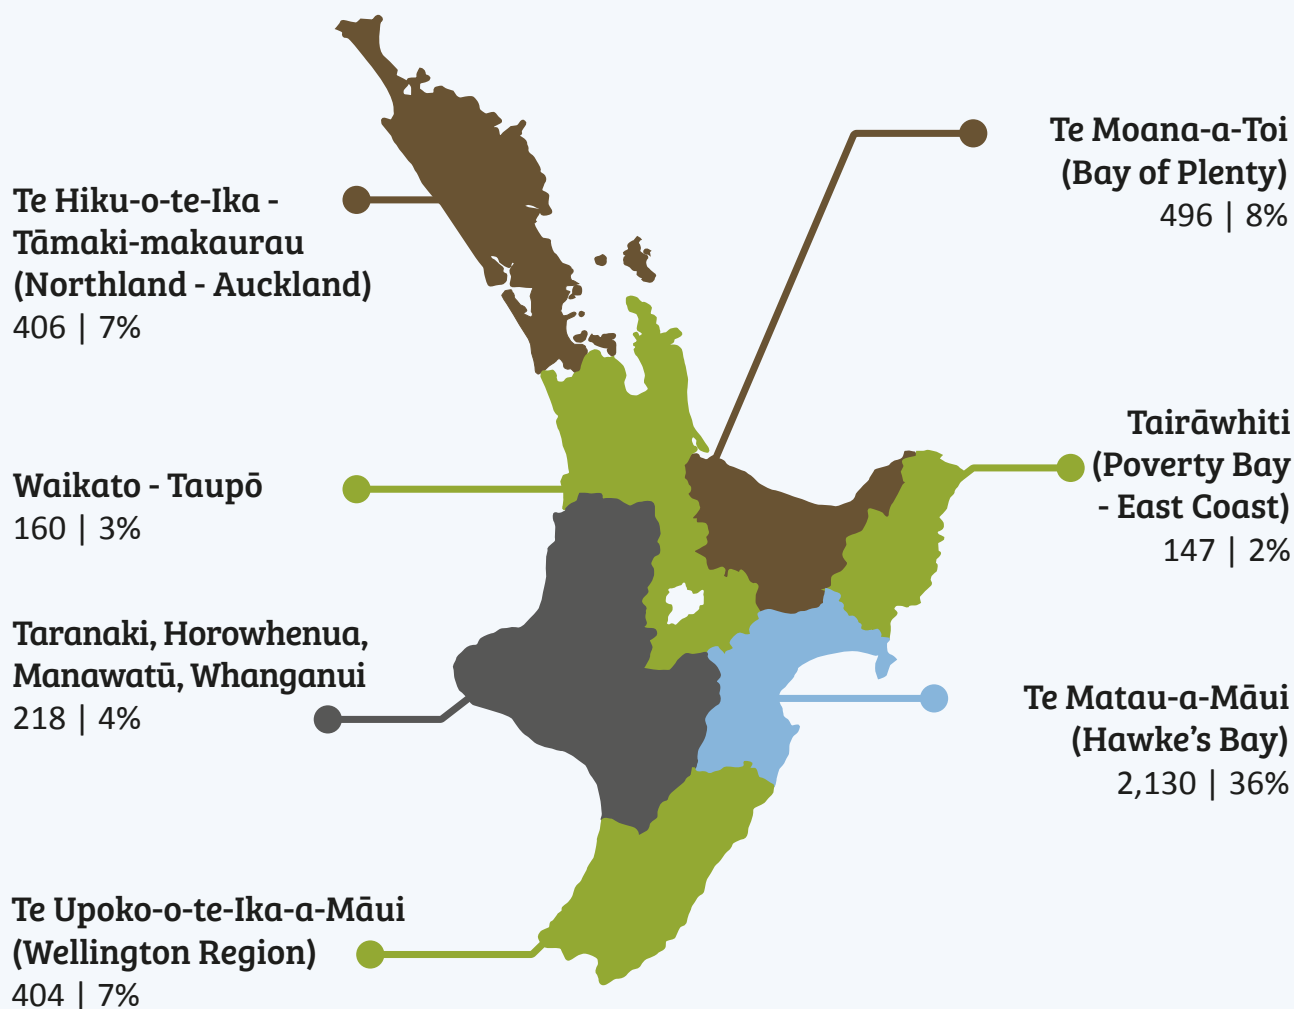 Te Hiku-o-te-Ika -
Tāmaki-makaurau
(Northland - Auckland)
406 | 7%
Waikato - Taupō
160 | 3%
Taranaki, Horowhenua,
Manawatū, Whanganui
218 | 4%
Te Upoko-o-te-Ika-a-Māui
(Wellington Region)
404 | 7%
Te Moana-a-Toi
(Bay of Plenty)
496 | 8%
Tairāwhiti
(Poverty Bay
- East Coast)
147 | 2%
Te Matau-a-Māui
(Hawke’s Bay)
2,130 | 36%